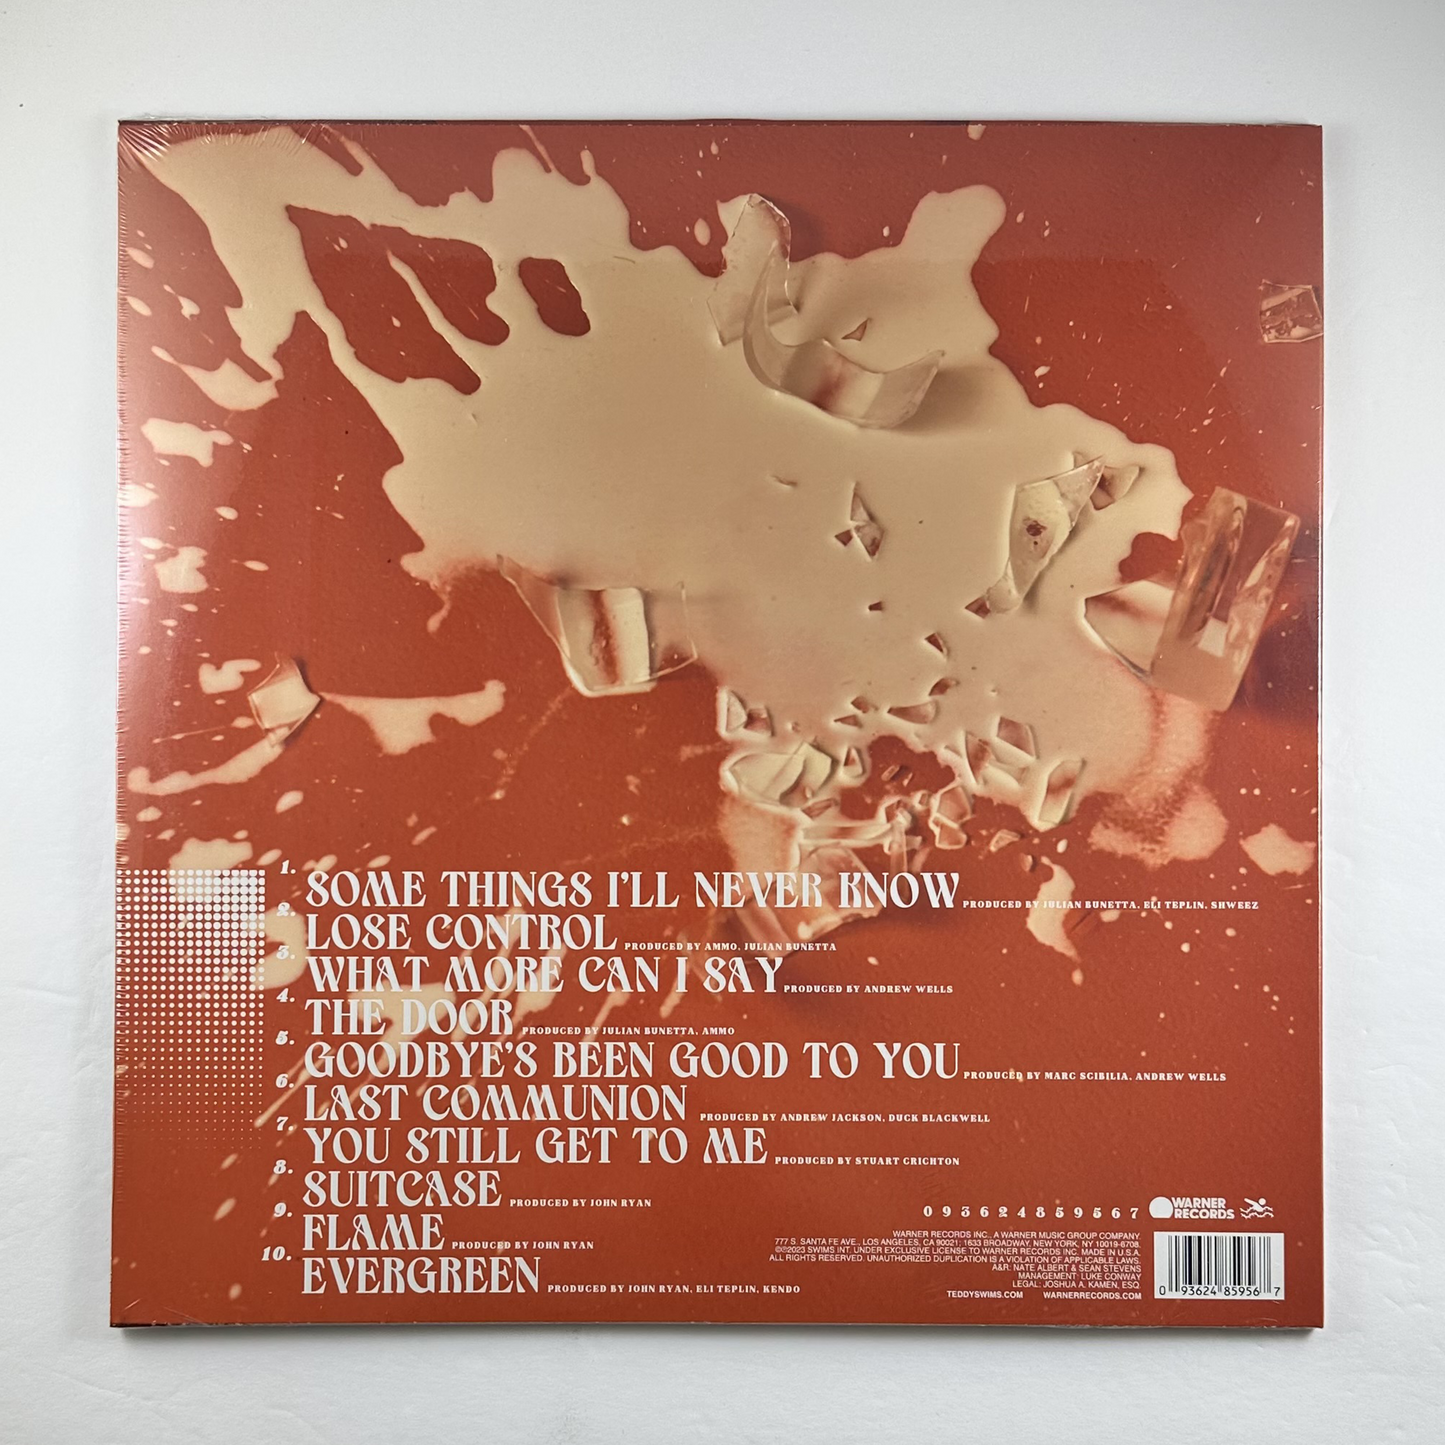 1. SOME THINGS I'LL NEVER KNOW PRODUCED BY JULIAN BUNETTA, ELI TEPLIN, SHWEEZ
2. LOSE CONTROL PRODUCED BY AMMO, JULIAN BUNETTA
3. WHAT MORE CAN I SAY PRODUCED BY ANDREW WELLS
4. THE DOOR PRODUCED BY JULIAN BUNETTA, AMMO
5. GOODBYE'S BEEN GOOD TO YOU PRODUCED BY MARC SCIBILIA, ANDREW WELLS
6. LAST COMMUNION PRODUCED BY ANDREW JACKSON, DUCK BLACKWELL
7. YOU STILL GET TO ME PRODUCED BY STUART CRICHTON
8. SUITCASE PRODUCED BY JOHN RYAN
9. FLAME PRODUCED BY JOHN RYAN
10. EVERGREEN PRODUCED BY JOHN RYAN, ELI TEPLIN, KENDO
0 9 3 6 2 4 8 5 9 5 6 7
WARNER
RECORDS
WARNER RECORDS INC., A WARNER MUSIC GROUP COMPANY.
777 S. SANTA FE AVE., LOS ANGELES, CA 90021; 1633 BROADWAY, NEW YORK, NY 10019-6708.
©℗2023 SWIMS INT. UNDER EXCLUSIVE LICENSE TO WARNER RECORDS INC. MADE IN U.S.A.
ALL RIGHTS RESERVED. UNAUTHORIZED DUPLICATION IS A VIOLATION OF APPLICABLE LAWS.
A&R: NATE ALBERT & SEAN STEVENS
MANAGEMENT: LUKE CONWAY
LEGAL: JOSHUA A. KAMEN, ESQ.
TEDDYSWIMS.COM WARNERRECORDS.COM
0 93624 85956 7